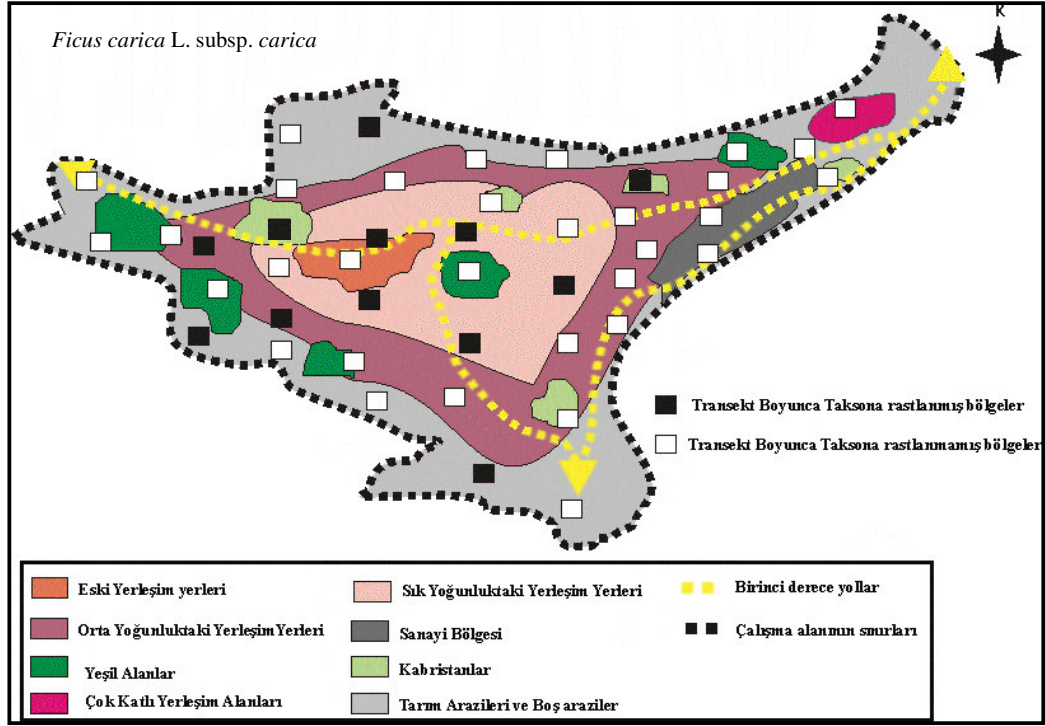 Ficus carica L. subsp. carica
K
Transekt Boyunca Taksona rastlanmış bölgeler
Transekt Boyunca Taksona rastlanmamış bölgeler
Eski Yerleşim yerleri
Orta Yoğunluktaki Yerleşim Yerleri
Yeşil Alanlar
Çok Katlı Yerleşim Alanları
Sık Yoğunluktaki Yerleşim Yerleri
Sanayi Bölgesi
Kabristanlar
Tarım Arazileri ve Boş araziler
Birinci derece yollar
Çalışma alanının sınırları